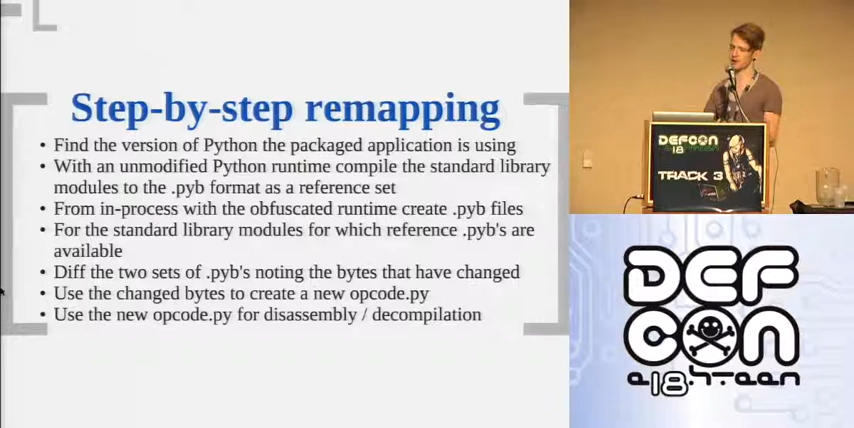 Step-by-step remapping
• Find the version of Python the packaged application is using
• With an unmodified Python runtime compile the standard library
modules to the .pyb format as a reference set
• From in-process with the obfuscated runtime create .pyb files
• For the standard library modules for which reference .pyb's are
available
• Diff the two sets of .pyb's noting the bytes that have changed
• Use the changed bytes to create a new opcode.py
• Use the new opcode.py for disassembly / decompilation
DEFCON
18
TRACK 3
DEF
CON